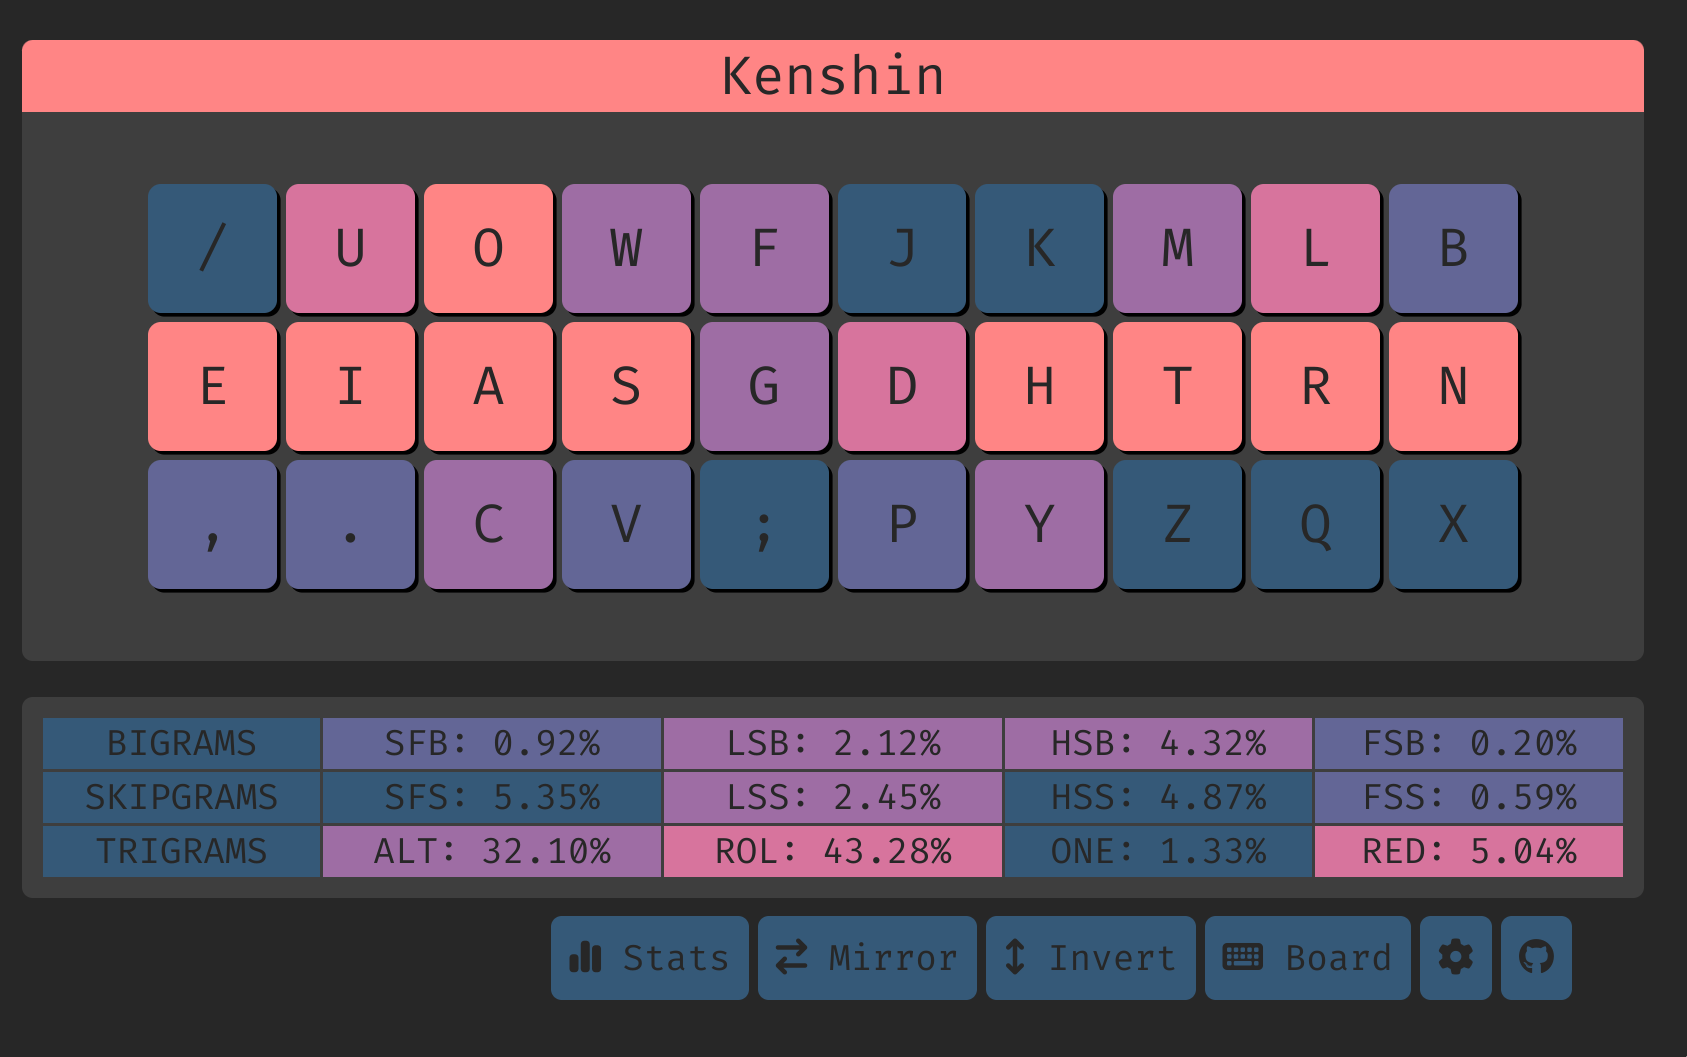 Kenshin
/ U O W F J K M L B
E I A S G D H T R N
, . C V ; P Y Z Q X
BIGRAMS SFB: 0.92% LSB: 2.12% HSB: 4.32% FSB: 0.20%
SKIPGRAMS SFS: 5.35% LSS: 2.45% HSS: 4.87% FSS: 0.59%
TRIGRAMS ALT: 32.10% ROL: 43.28% ONE: 1.33% RED: 5.04%
Stats Mirror Invert Board